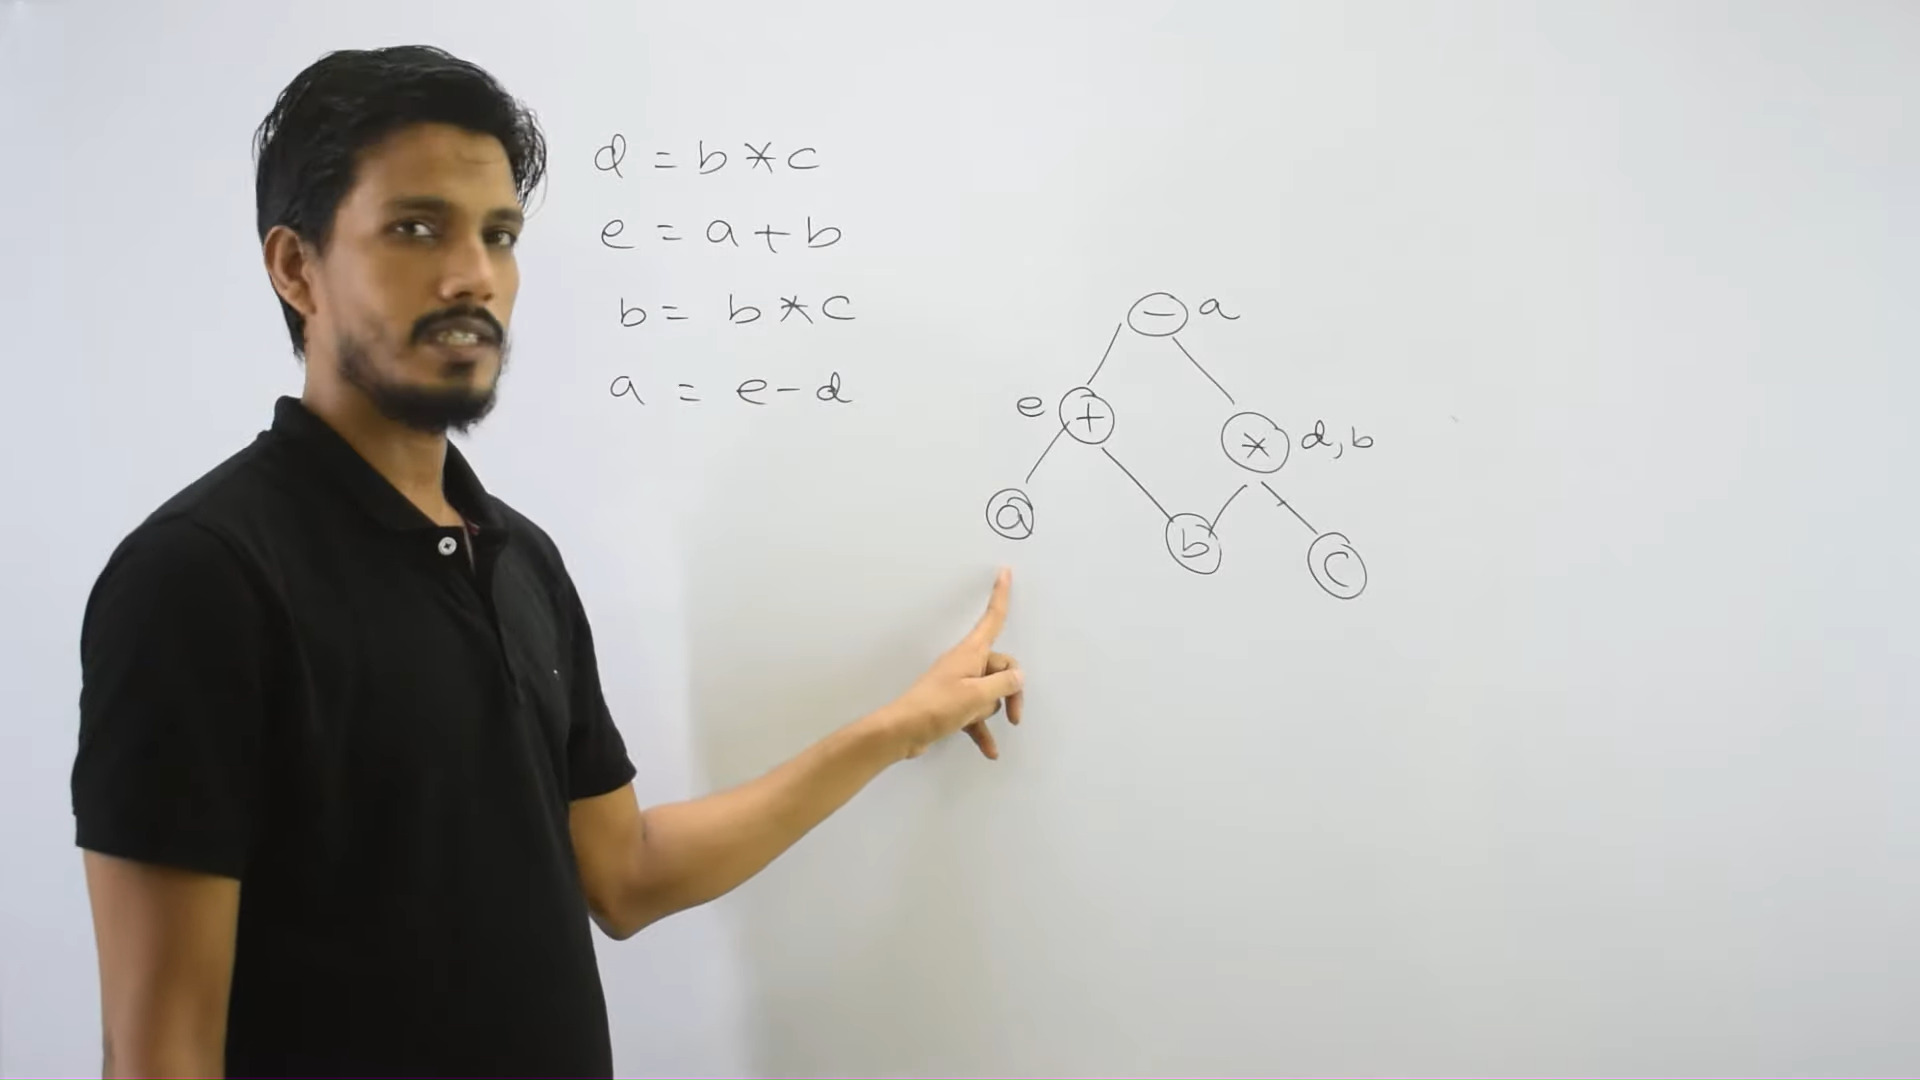 d = b * c
e = a + b
b = b * c
a = e - d
- a
e +
* d, b
a
b
c